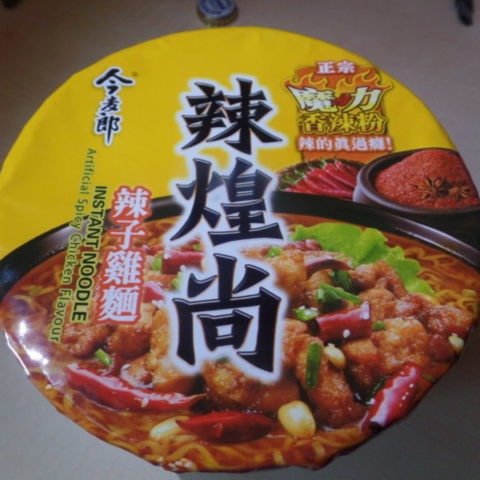 今麦郎
辣煌尚
正宗
魔力
香辣粉
辣的真過癮!
辣子雞麵
INSTANT NOODLE
Artificial Spicy Chicken Flavour